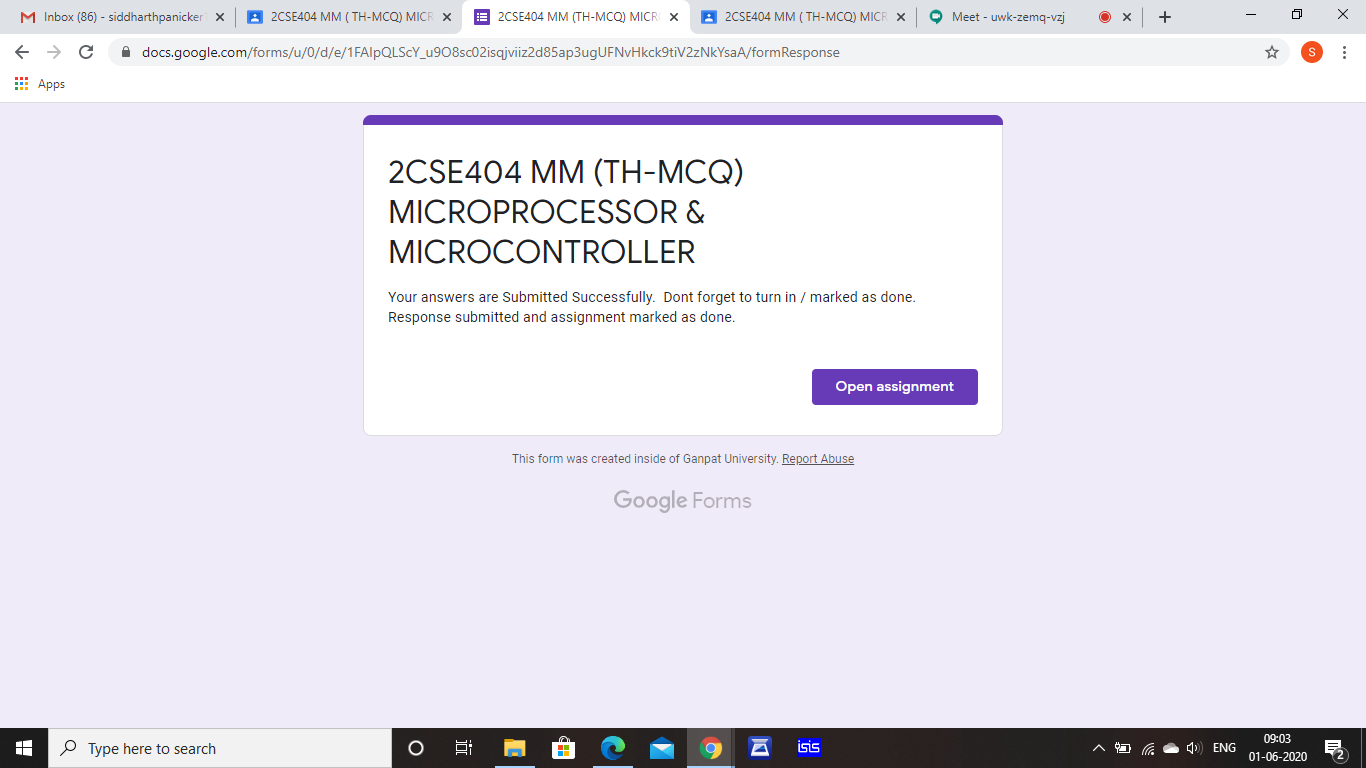 Inbox (86) - siddharthpanicker
2CSE404 MM ( TH-MCQ) MICR
2CSE404 MM (TH-MCQ) MICR
2CSE404 MM ( TH-MCQ) MICR
Meet - uwk-zemq-vzj
docs.google.com/forms/u/0/d/e/1FAIpQLScY_u9O8sc02isqjviiz2d85ap3ugUFNvHkck9tiV2zNkYsaA/formResponse
S
Apps
2CSE404 MM (TH-MCQ)
MICROPROCESSOR &
MICROCONTROLLER
Your answers are Submitted Successfully.  Dont forget to turn in / marked as done.
Response submitted and assignment marked as done.
Open assignment
This form was created inside of Ganpat University. Report Abuse
Google Forms
Type here to search
isis
ENG
09:03
01-06-2020
2